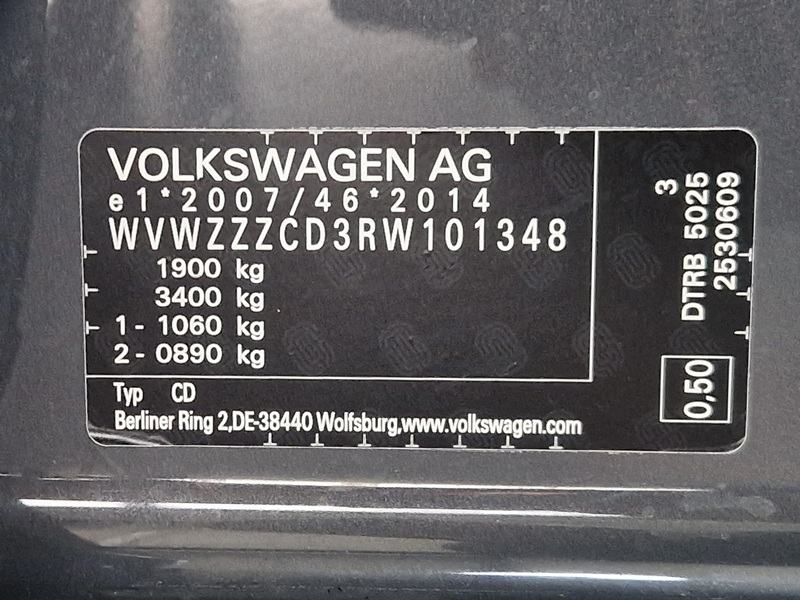 VOLKSWAGEN AG
e1*2007/46*2014
WVWZZZCD3RW101348
1900 kg
3400 kg
1 - 1060 kg
2 - 0890 kg
Typ CD
Berliner Ring 2,DE-38440 Wolfsburg,www.volkswagen.com
3
DTRB 5025
2530609
0,50